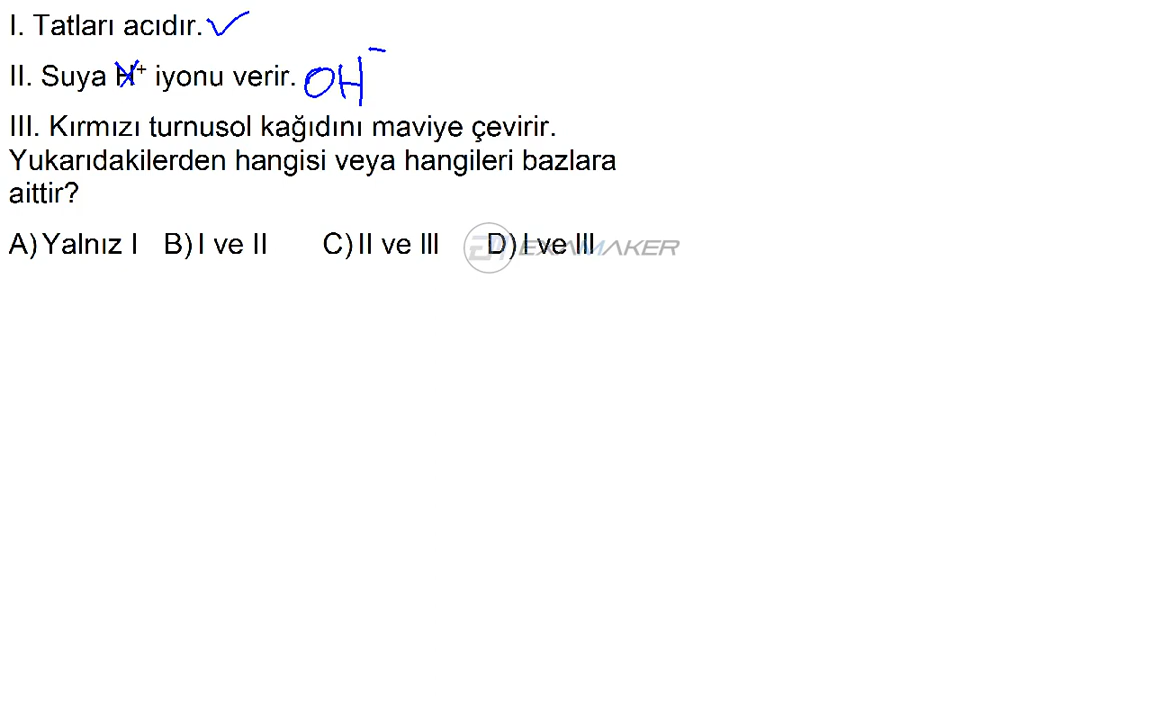 I. Tatları acıdır.
II. Suya H+ iyonu verir. OH-
III. Kırmızı turnusol kağıdını maviye çevirir.
Yukarıdakilerden hangisi veya hangileri bazlara
aittir?
A) Yalnız I B) I ve II C) II ve III D) I ve III
EXAMAKER